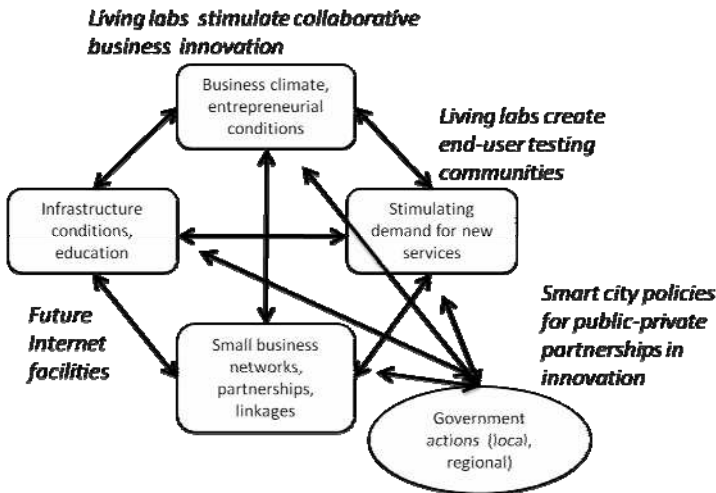 Living labs stimulate collaborative
business innovation
Business climate,
entrepreneurial
conditions
Living labs create
end-user testing
communities
Infrastructure
conditions,
education
Stimulating
demand for new
services
Future
Internet
facilities
Small business
networks,
partnerships,
linkages
Smart city policies
for public-private
partnerships in
innovation
Government
actions (local,
regional)